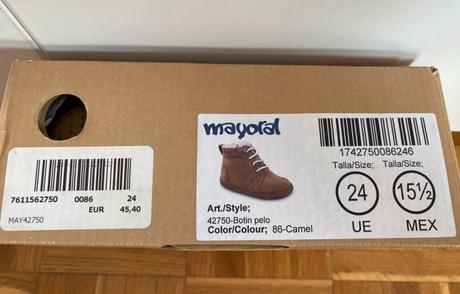 7611562750 0086 24
EUR 45,40
MAY42750
mayoral
1742750086246
Talla/Size; Talla/Size;
24 15½
UE MEX
Art./Style;
42750-Botin pelo
Color/Colour; 86-Camel